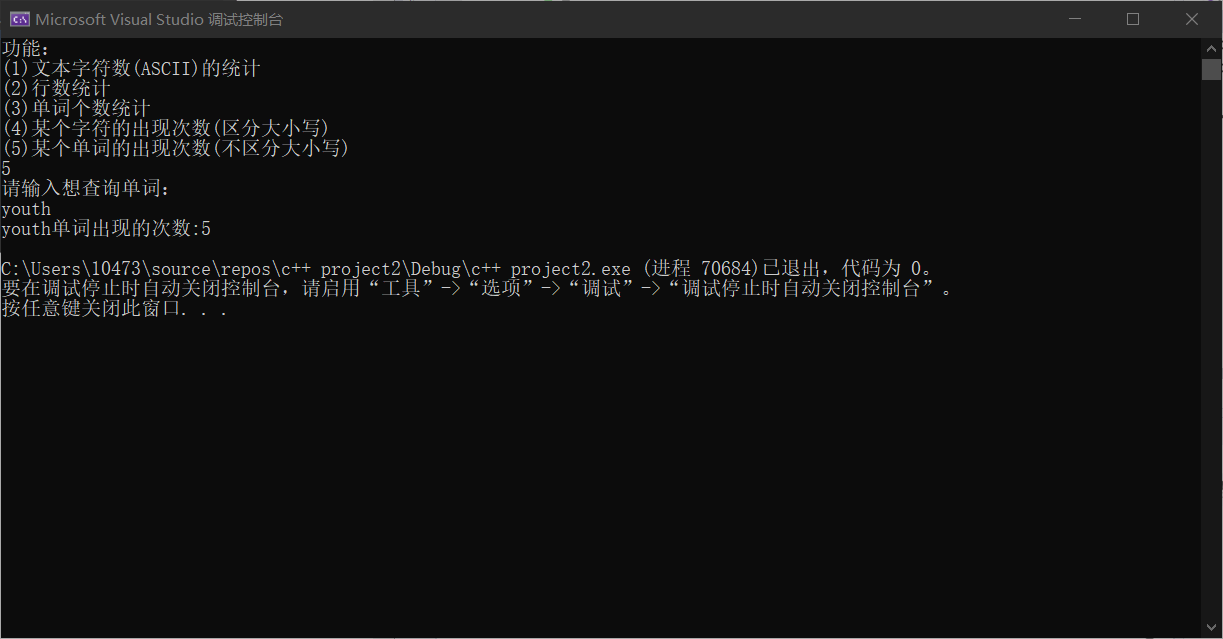 Microsoft Visual Studio 调试控制台
功能：
(1)文本字符数(ASCII)的统计
(2)行数统计
(3)单词个数统计
(4)某个字符的出现次数(区分大小写)
(5)某个单词的出现次数(不区分大小写)
5
请输入想查询单词：
youth
youth单词出现的次数:5
C:\Users\10473\source\repos\c++ project2\Debug\c++ project2.exe (进程 70684)已退出，代码为 0。
要在调试停止时自动关闭控制台，请启用“工具”->“选项”->“调试”->“调试停止时自动关闭控制台”。
按任意键关闭此窗口. . .